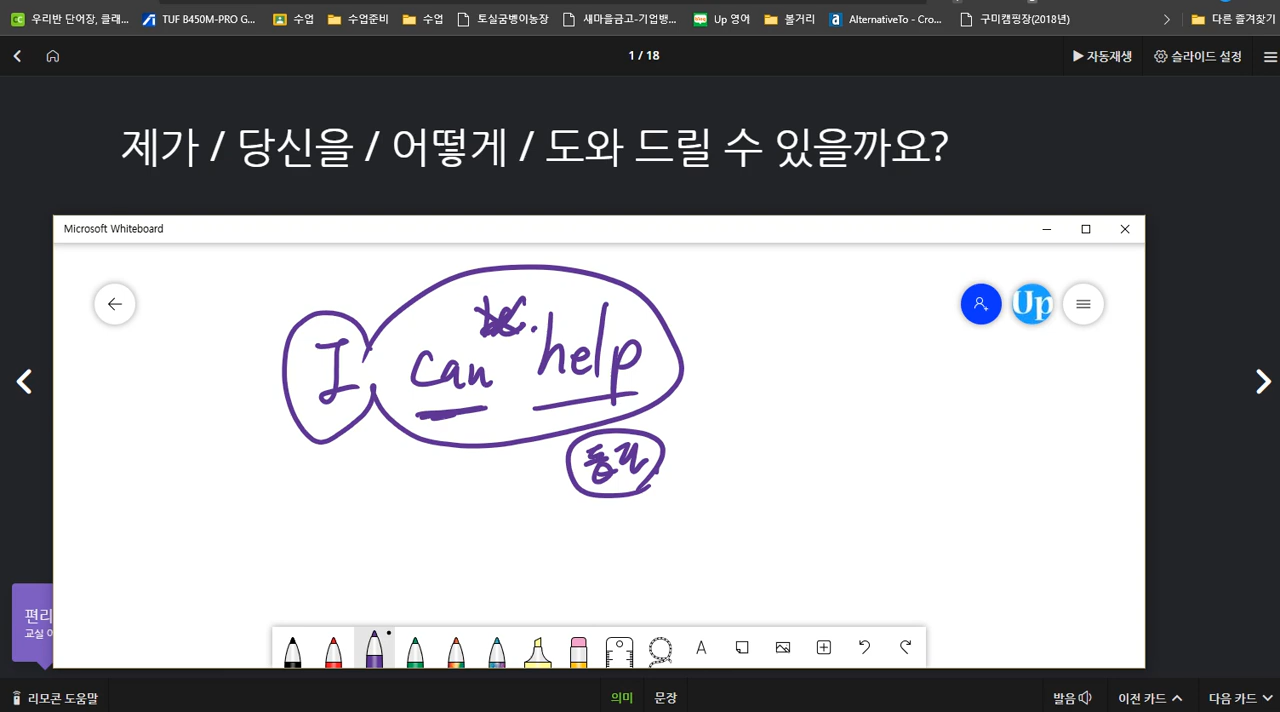 우리반 단어장, 클래... TUF B450M-PRO G... 수업 수업준비 수업 토실굼벵이농장 새마을금고-기업뱅... Up 영어 볼거리 AlternativeTo - Cro... 구미캠핑장(2018년) 다른 즐겨찾기
1 / 18 자동재생 슬라이드 설정
제가 / 당신을 / 어떻게 / 도와 드릴 수 있을까요?
Microsoft Whiteboard
Up
I can help
편리
교실 이
리모콘 도움말 의미 문장 발음 이전 카드 다음 카드